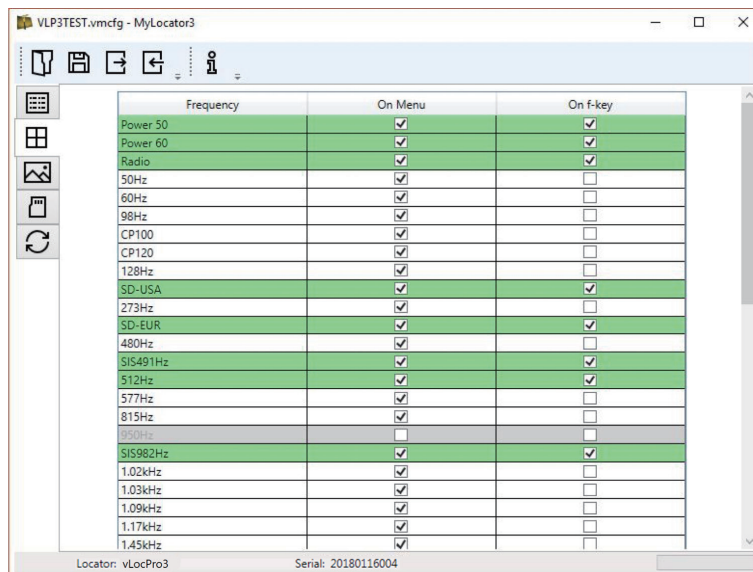 VLP3TEST.vmcfg - MyLocator3
Frequency On Menu On f-key
Power 50
Power 60
Radio
50Hz
60Hz
98Hz
CP100
CP120
128Hz
SD-USA
273Hz
SD-EUR
480Hz
SIS491Hz
512Hz
577Hz
815Hz
950Hz
SIS982Hz
1.02kHz
1.03kHz
1.09kHz
1.17kHz
1.45kHz
Locator: vLocPro3 Serial: 20180116004